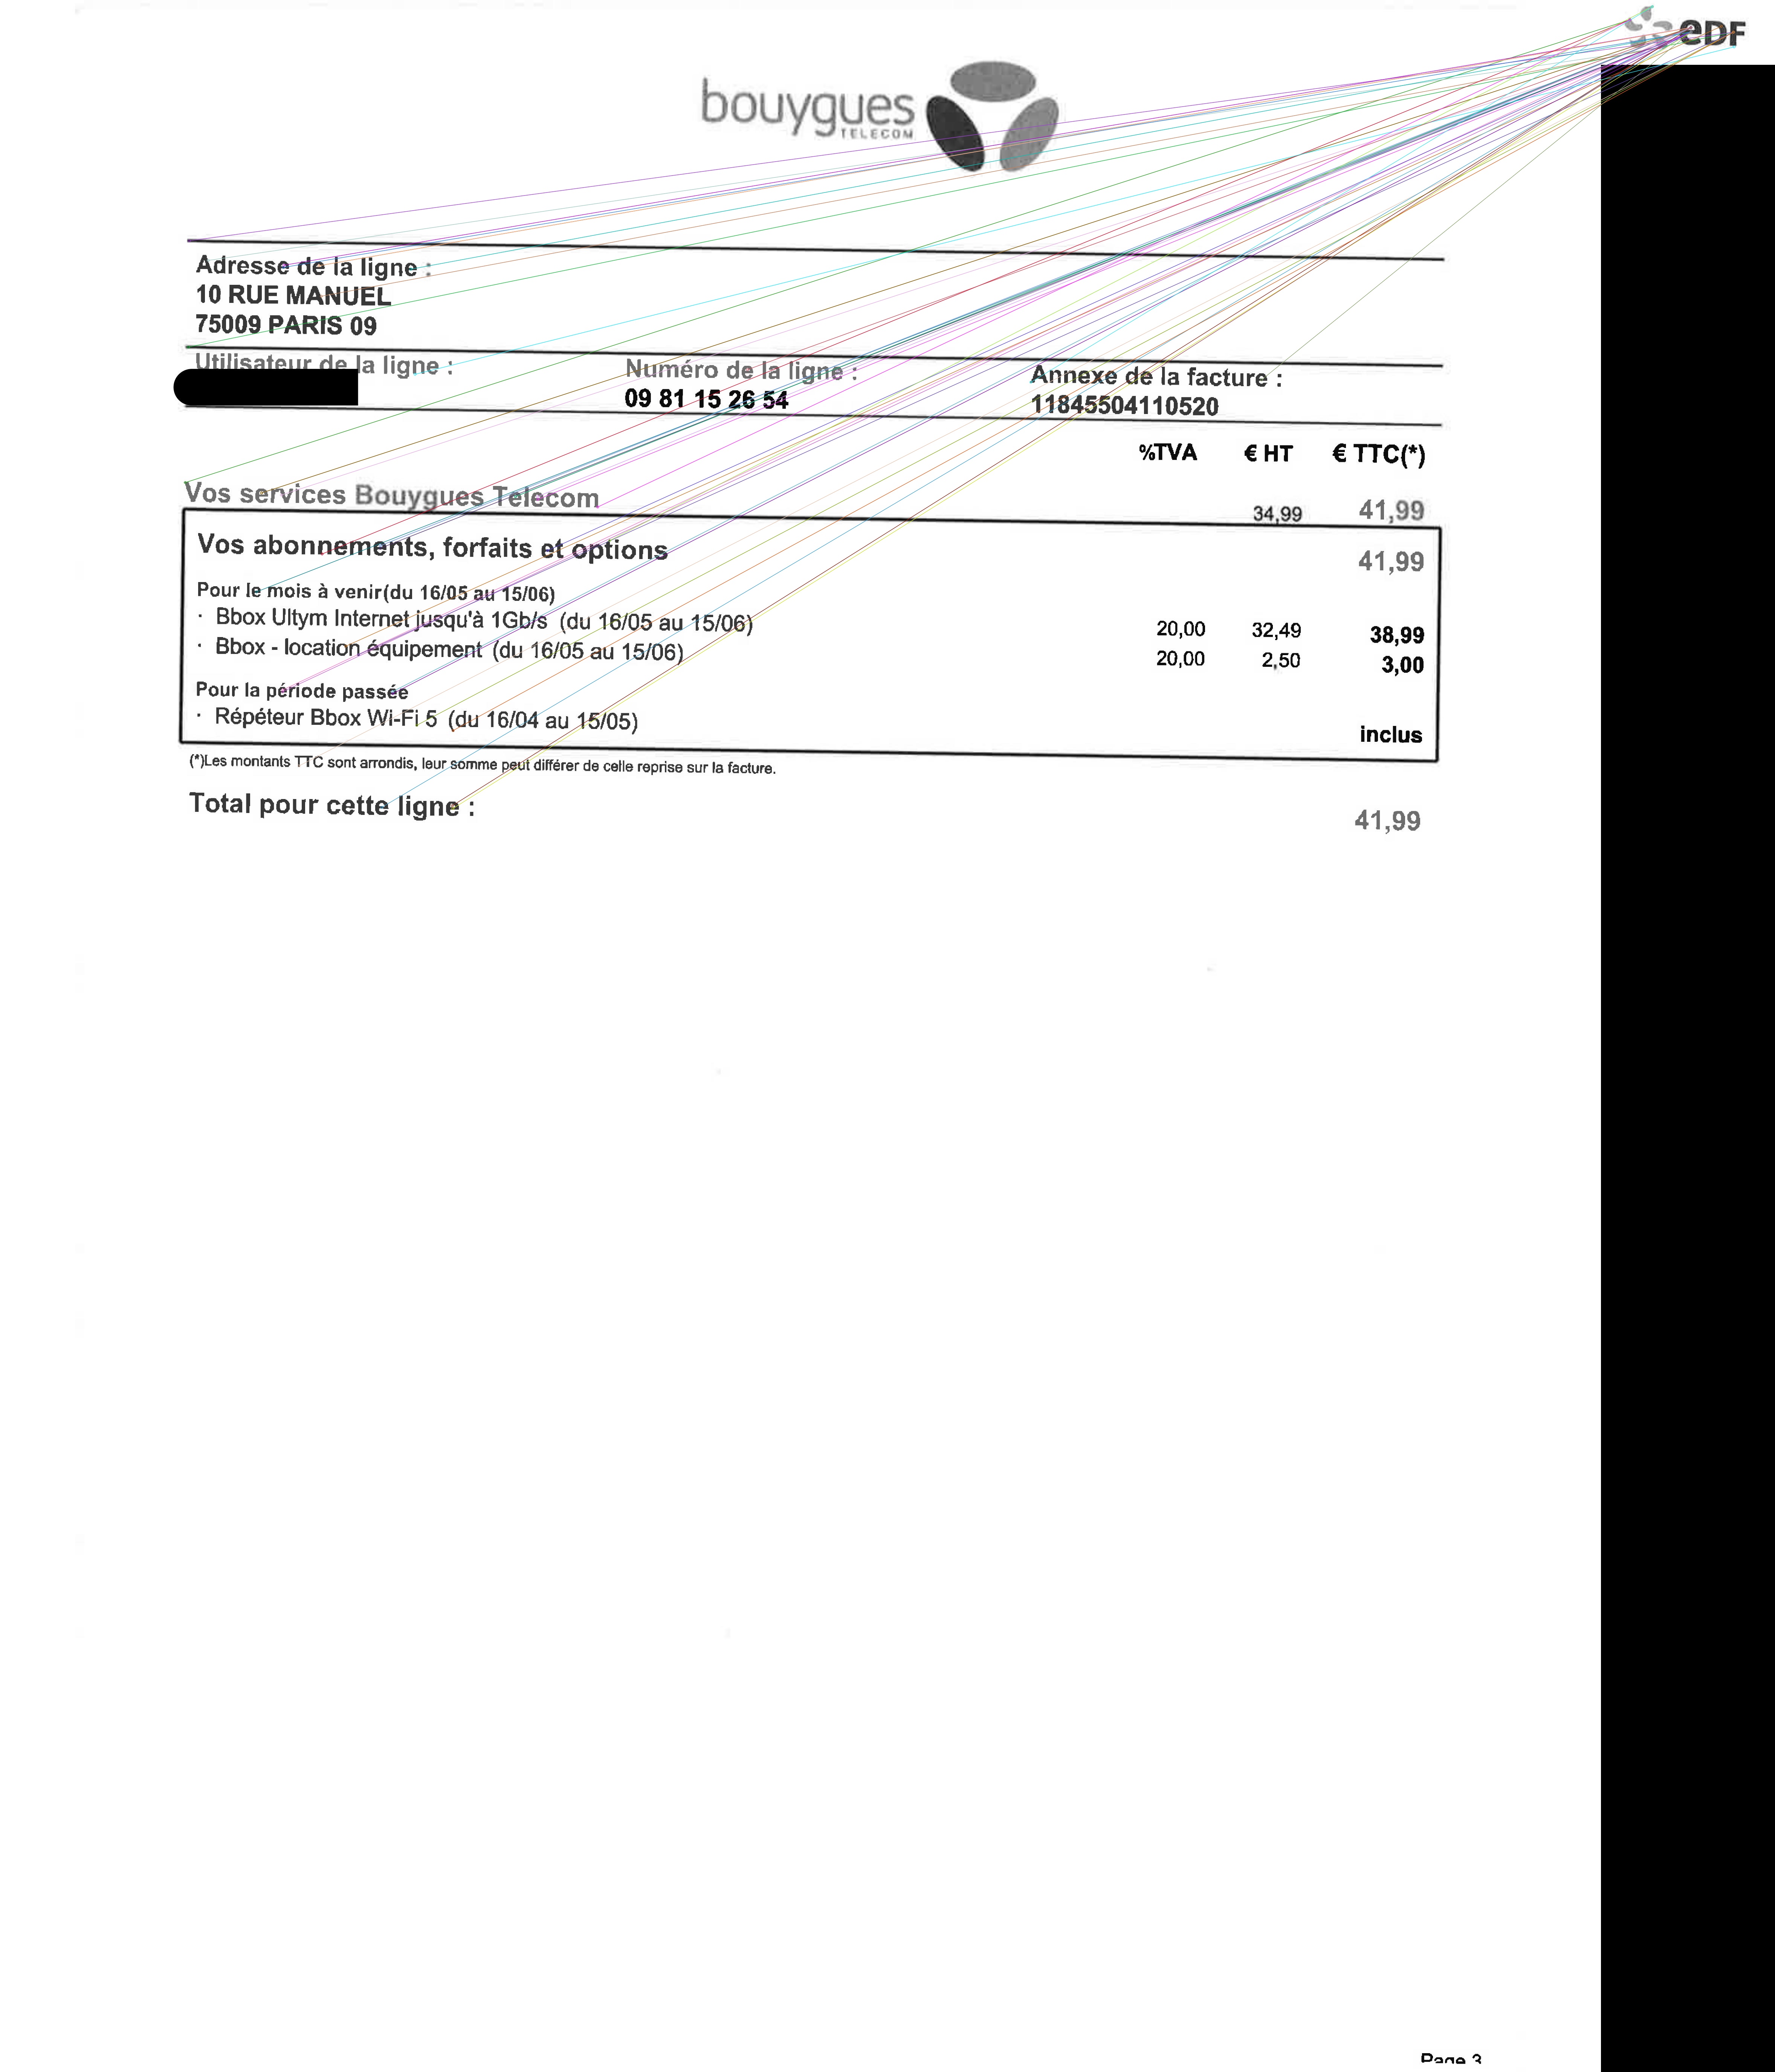 eDF
bouygues
TELECOM
Adresse de la ligne :
10 RUE MANUEL
75009 PARIS 09
Utilisateur de la ligne :
Numéro de la ligne :
09 81 15 26 54
Annexe de la facture :
11845504110520
%TVA € HT € TTC(*)
Vos services Bouygues Telecom 34,99 41,99
Vos abonnements, forfaits et options 41,99
Pour le mois à venir(du 16/05 au 15/06)
· Bbox Ultym Internet jusqu'à 1Gb/s (du 16/05 au 15/06) 20,00 32,49 38,99
· Bbox - location équipement (du 16/05 au 15/06) 20,00 2,50 3,00
Pour la période passée
· Répéteur Bbox Wi-Fi 5 (du 16/04 au 15/05) inclus
(*)Les montants TTC sont arrondis, leur somme peut différer de celle reprise sur la facture.
Total pour cette ligne : 41,99
Page 3